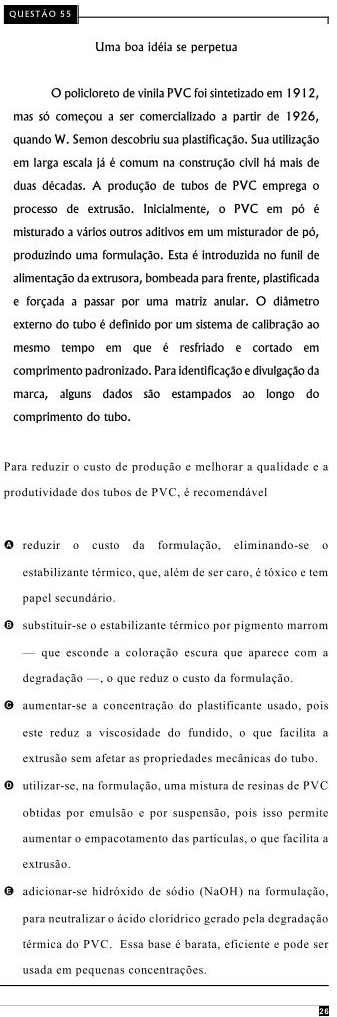 QUESTÃO 55
Uma boa idéia se perpetua
O policloreto de vinila PVC foi sintetizado em 1912,
mas só começou a ser comercializado a partir de 1926,
quando W. Semon descobriu sua plastificação. Sua utilização
em larga escala já é comum na construção civil há mais de
duas décadas. A produção de tubos de PVC emprega o
processo de extrusão. Inicialmente, o PVC em pó é
misturado a vários outros aditivos em um misturador de pó,
produzindo uma formulação. Esta é introduzida no funil de
alimentação da extrusora, bombeada para frente, plastificada
e forçada a passar por uma matriz anular. O diâmetro
externo do tubo é definido por um sistema de calibração ao
mesmo tempo em que é resfriado e cortado em
comprimento padronizado. Para identificação e divulgação da
marca, alguns dados são estampados ao longo do
comprimento do tubo.
Para reduzir o custo de produção e melhorar a qualidade e a
produtividade dos tubos de PVC, é recomendável
A reduzir o custo da formulação, eliminando-se o
estabilizante térmico, que, além de ser caro, é tóxico e tem
papel secundário.
B substituir-se o estabilizante térmico por pigmento marrom
— que esconde a coloração escura que aparece com a
degradação —, o que reduz o custo da formulação.
C aumentar-se a concentração do plastificante usado, pois
este reduz a viscosidade do fundido, o que facilita a
extrusão sem afetar as propriedades mecânicas do tubo.
D utilizar-se, na formulação, uma mistura de resinas de PVC
obtidas por emulsão e por suspensão, pois isso permite
aumentar o empacotamento das partículas, o que facilita a
extrusão.
E adicionar-se hidróxido de sódio (NaOH) na formulação,
para neutralizar o ácido clorídrico gerado pela degradação
térmica do PVC. Essa base é barata, eficiente e pode ser
usada em pequenas concentrações.
26